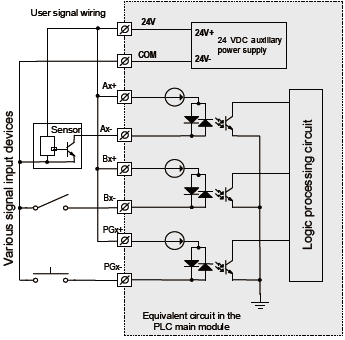 User signal wiring
24V
24V+
24 VDC auxiliary
power supply
COM
24V-
Ax+
Sensor
Ax-
Bx+
Bx-
PGx+
PGx-
Various signal input devices
Logic processing circuit
Equivalent circuit in the
PLC main module